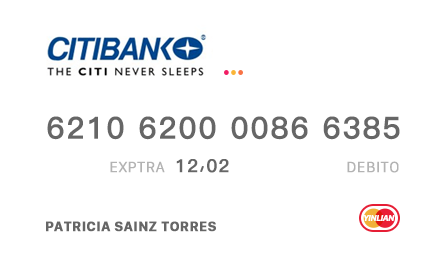 CITIBANK®
THE CITI NEVER SLEEPS
6210 6200 0086 6385
EXPTRA 12/02
DEBITO
PATRICIA SAINZ TORRES
YINLIAN